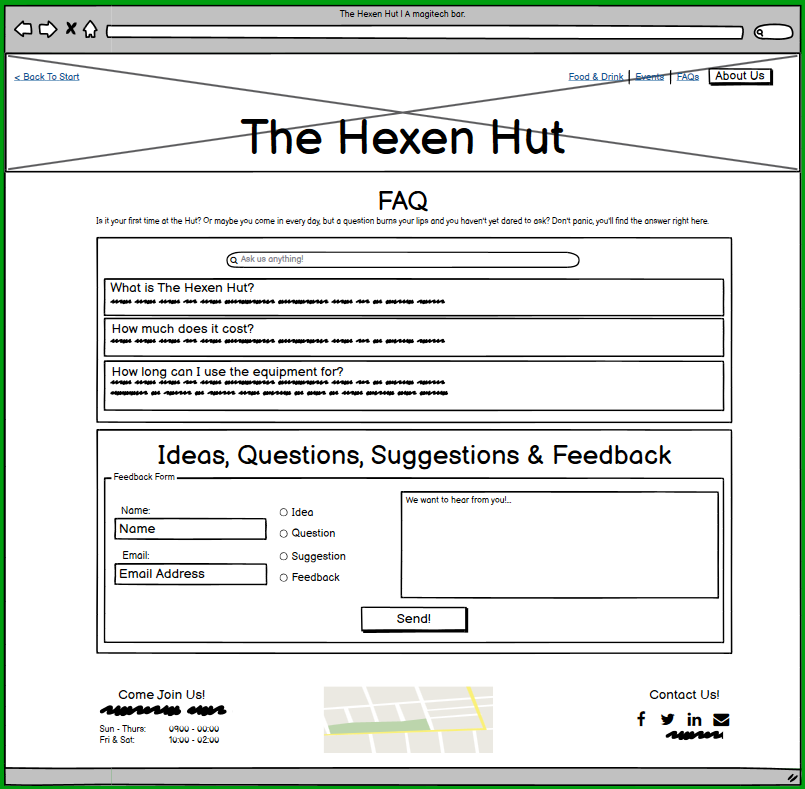 The Hexen Hut | A magitech bar.
< Back To Start
Food & Drink
Events
FAQs
About Us
The Hexen Hut
FAQ
Is it your first time at the Hut? Or maybe you come in every day, but a question burns your lips and you haven't yet dared to ask? Don't panic, you'll find the answer right here.
Ask us anything!
What is The Hexen Hut?
How much does it cost?
How long can I use the equipment for?
Ideas, Questions, Suggestions & Feedback
Feedback Form
Name:
Name
Email:
Email Address
Idea
Question
Suggestion
Feedback
We want to hear from you!...
Send!
Come Join Us!
Sun - Thurs: 09:00 - 00:00
Fri & Sat: 10:00 - 02:00
Contact Us!